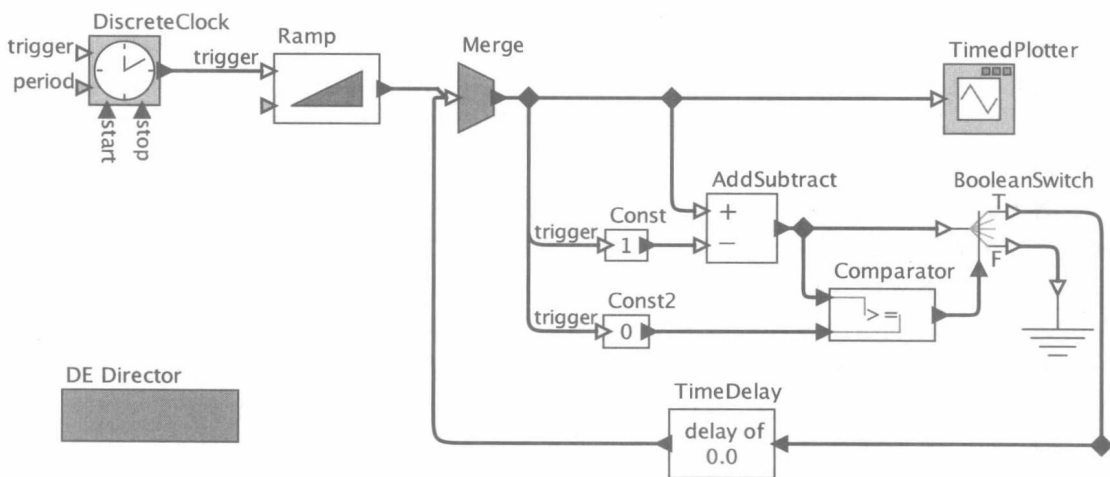 DiscreteClock
trigger
period
start
stop
trigger
Ramp
Merge
TimedPlotter
AddSubtract
+
−
BooleanSwitch
T
F
trigger
Const
1
Comparator
>=
trigger
Const2
0
DE Director
TimeDelay
delay of
0.0